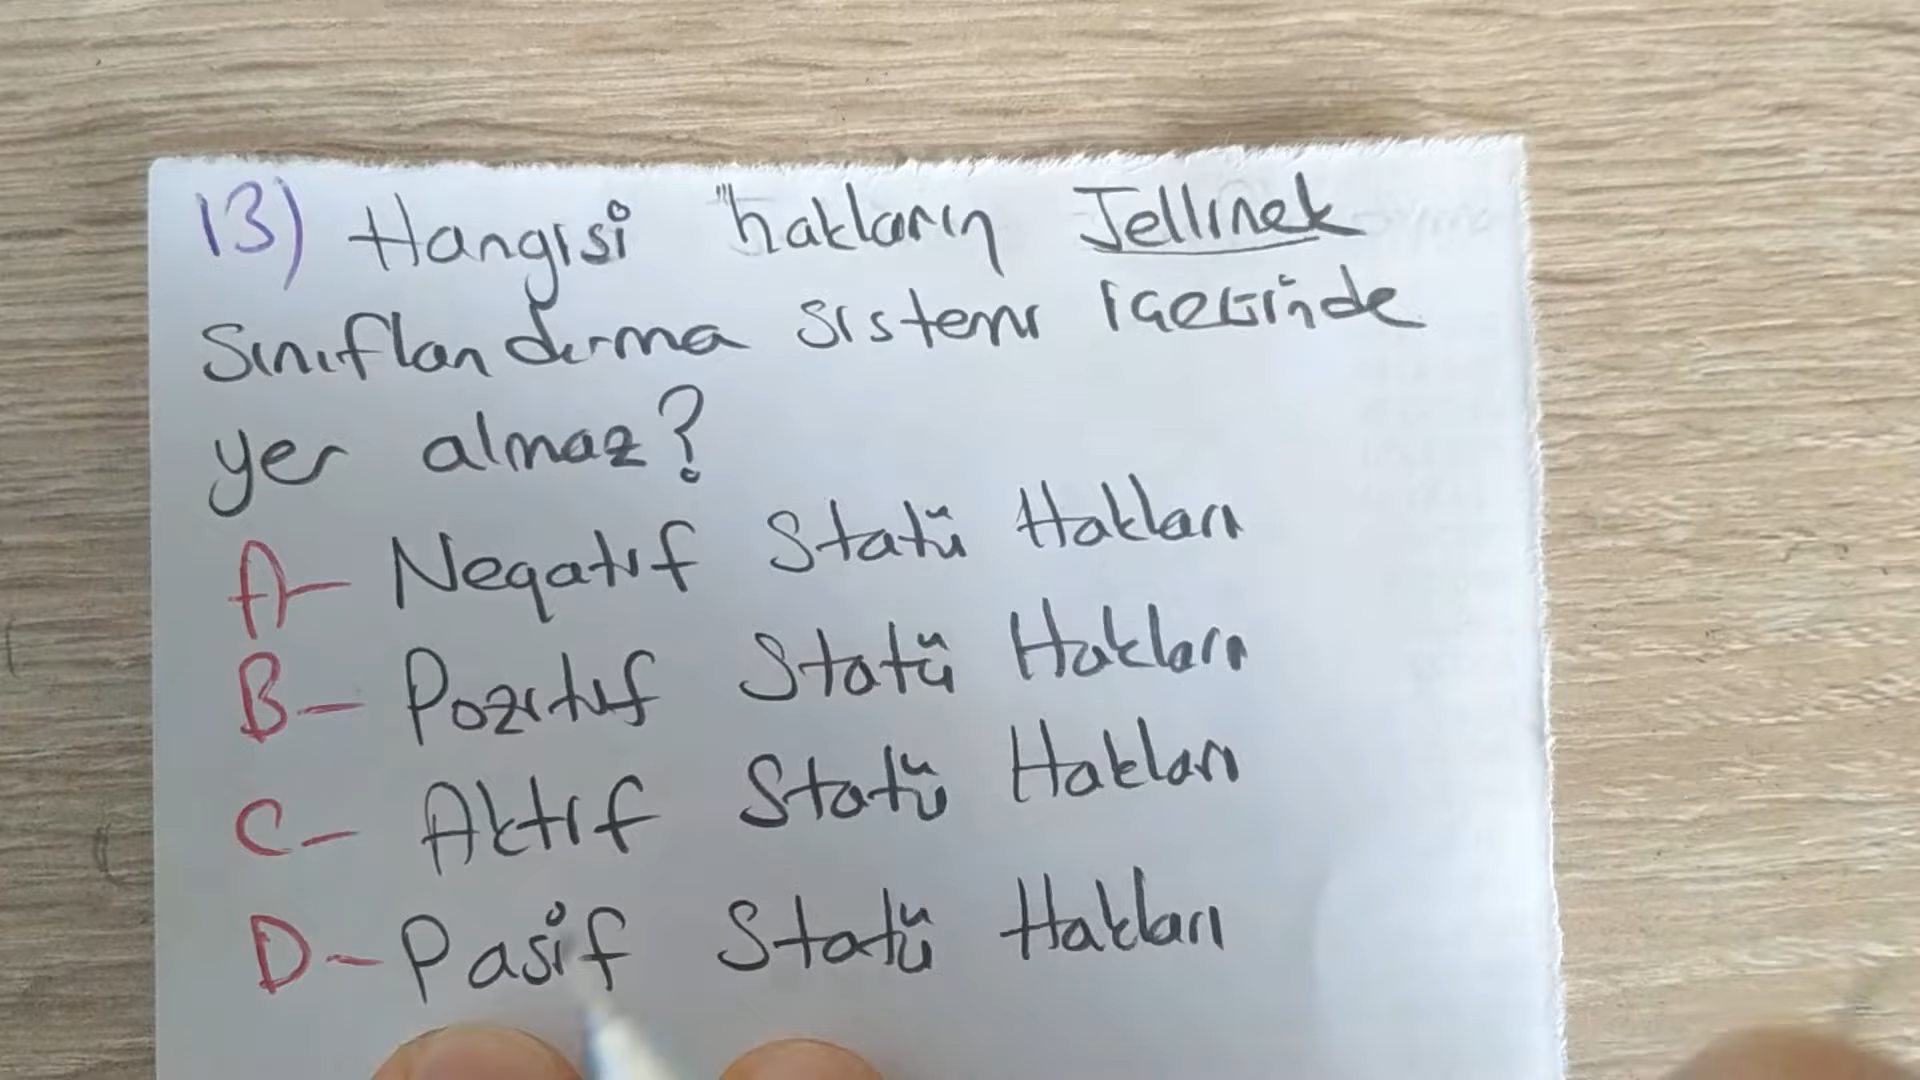 13) Hangisi "hakların Jellinek
Sınıflandırma sistemi içerisinde
yer almaz?
A- Negatif Statü Hakları
B- Pozitif Statü Hakları
C- Aktif Statü Hakları
D- Pasif Statü Hakları